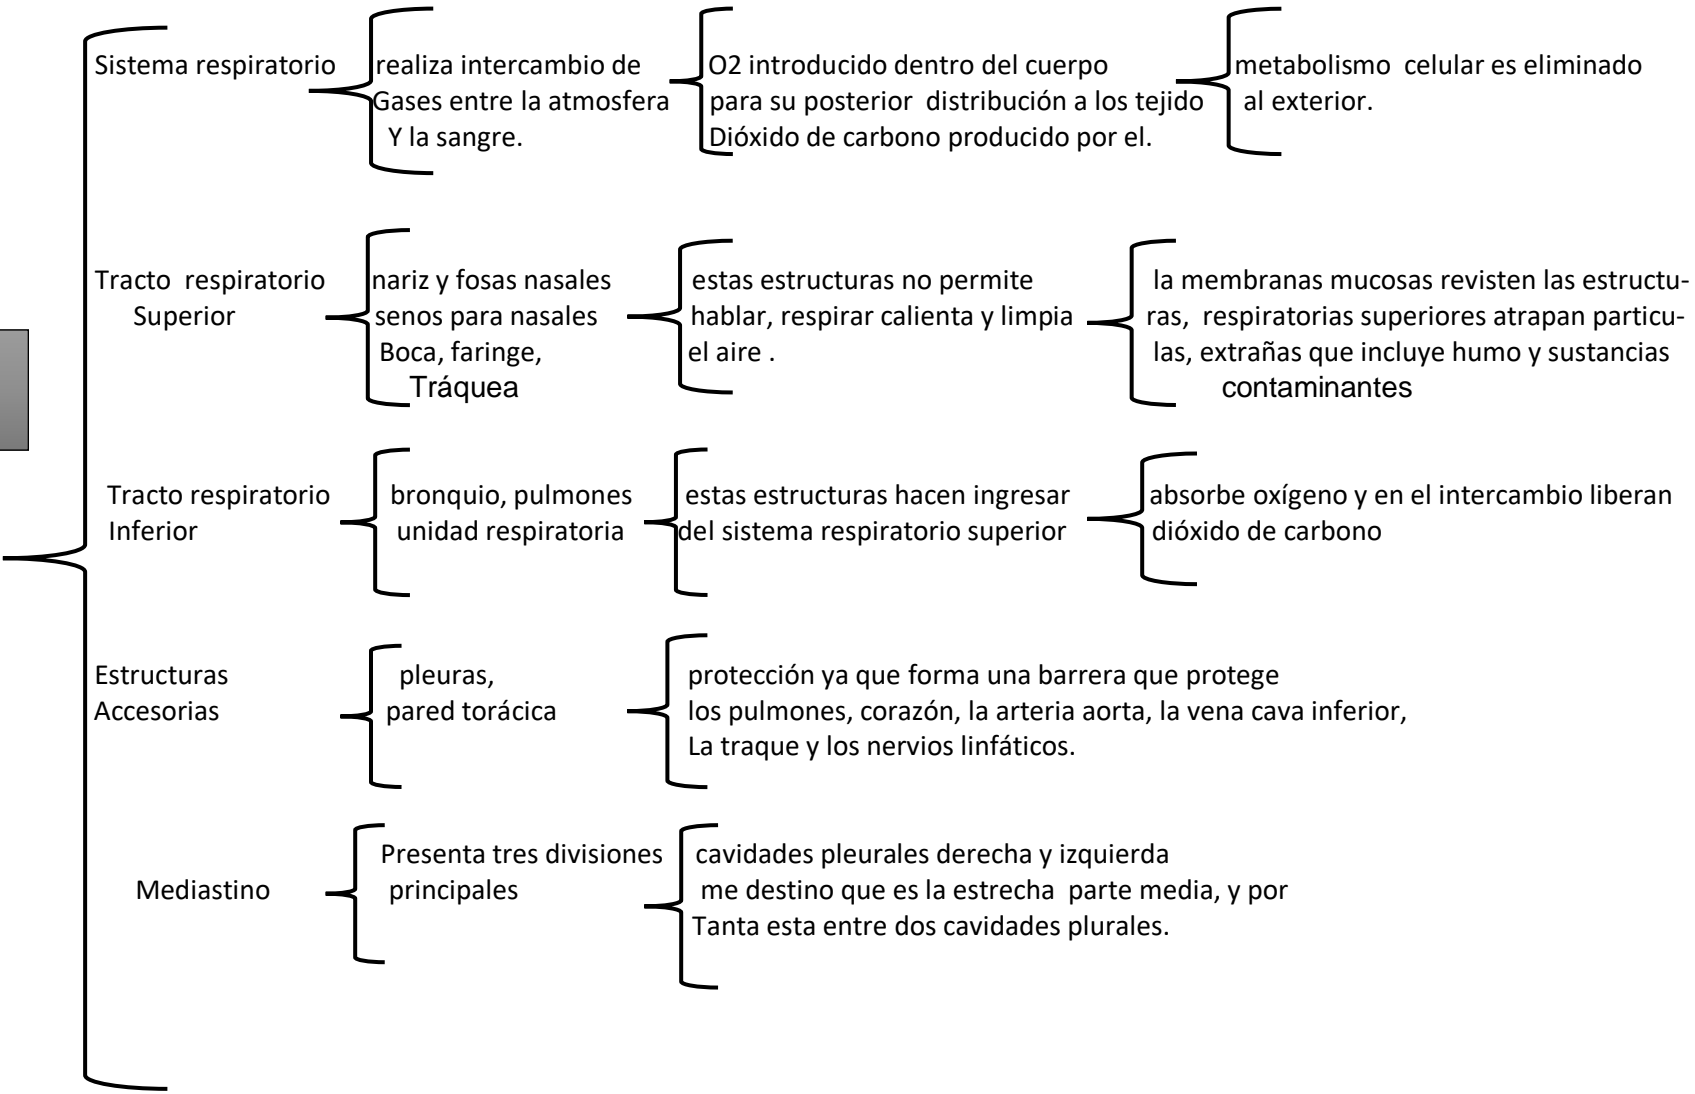 Sistema respiratorio
realiza intercambio de
Gases entre la atmosfera
Y la sangre.
O2 introducido dentro del cuerpo
para su posterior distribución a los tejido
Dióxido de carbono producido por el.
metabolismo celular es eliminado
al exterior.
Tracto respiratorio
Superior
nariz y fosas nasales
senos para nasales
Boca, faringe,
Tráquea
estas estructuras no permite
hablar, respirar calienta y limpia
el aire .
la membranas mucosas revisten las estructu-
ras, respiratorias superiores atrapan particu-
las, extrañas que incluye humo y sustancias
contaminantes
Tracto respiratorio
Inferior
bronquio, pulmones
unidad respiratoria
estas estructuras hacen ingresar
del sistema respiratorio superior
absorbe oxígeno y en el intercambio liberan
dióxido de carbono
Estructuras
Accesorias
pleuras,
pared torácica
protección ya que forma una barrera que protege
los pulmones, corazón, la arteria aorta, la vena cava inferior,
La traque y los nervios linfáticos.
Mediastino
Presenta tres divisiones
principales
cavidades pleurales derecha y izquierda
me destino que es la estrecha parte media, y por
Tanta esta entre dos cavidades plurales.